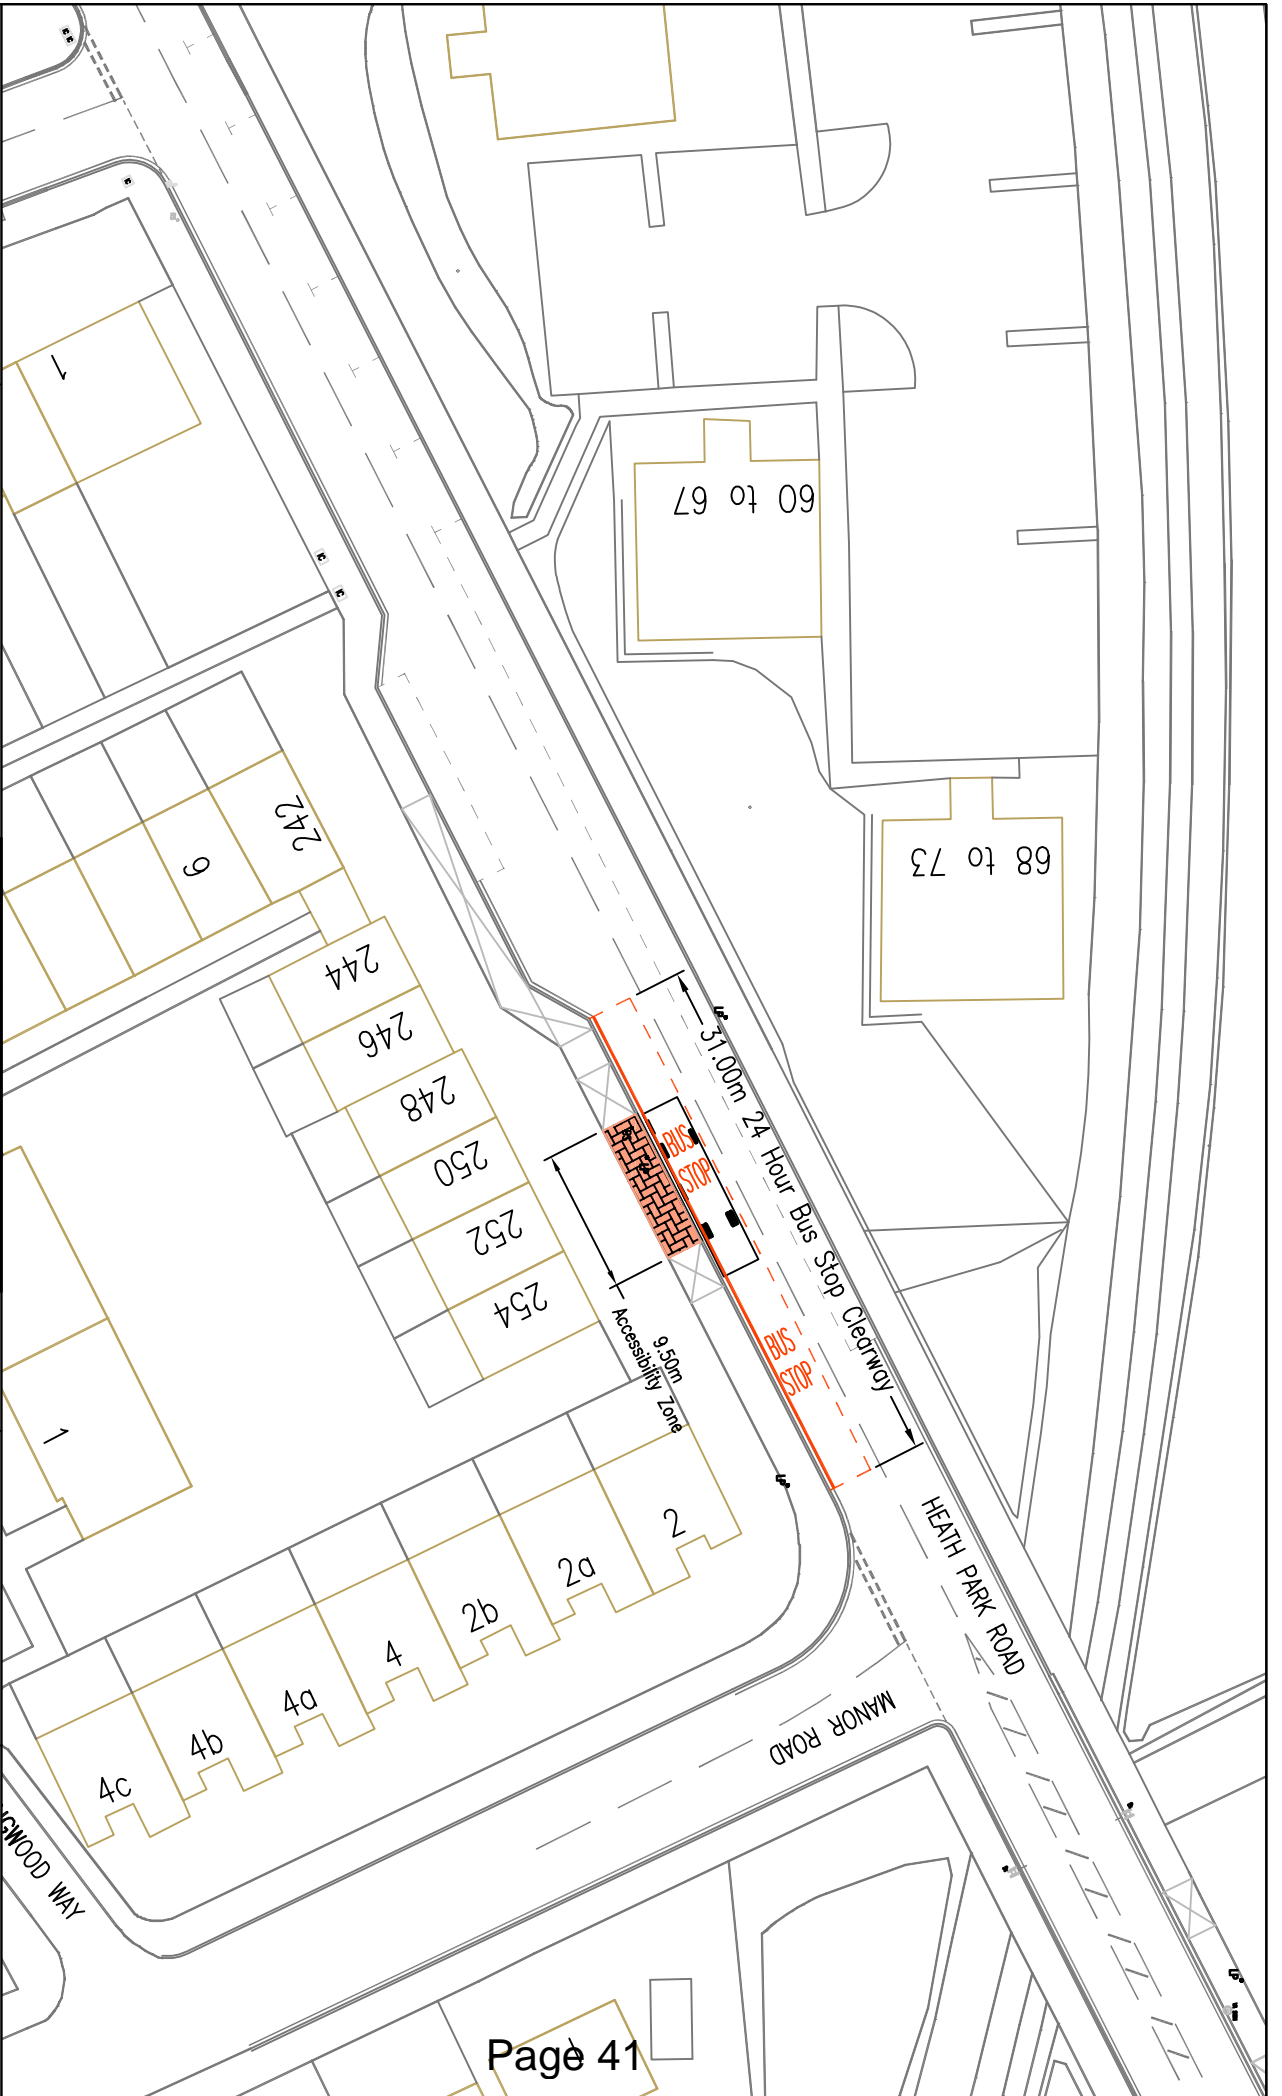 1
60 to 67
242
9
68 to 73
244
246
248
250
252
254
31.00m 24 Hour Bus Stop Clearway
BUS
STOP
BUS
STOP
9.50m
Accessibility Zone
1
HEATH PARK ROAD
MANOR ROAD
2
2a
2b
4
4a
4b
4c
GWOOD WAY
Page 41